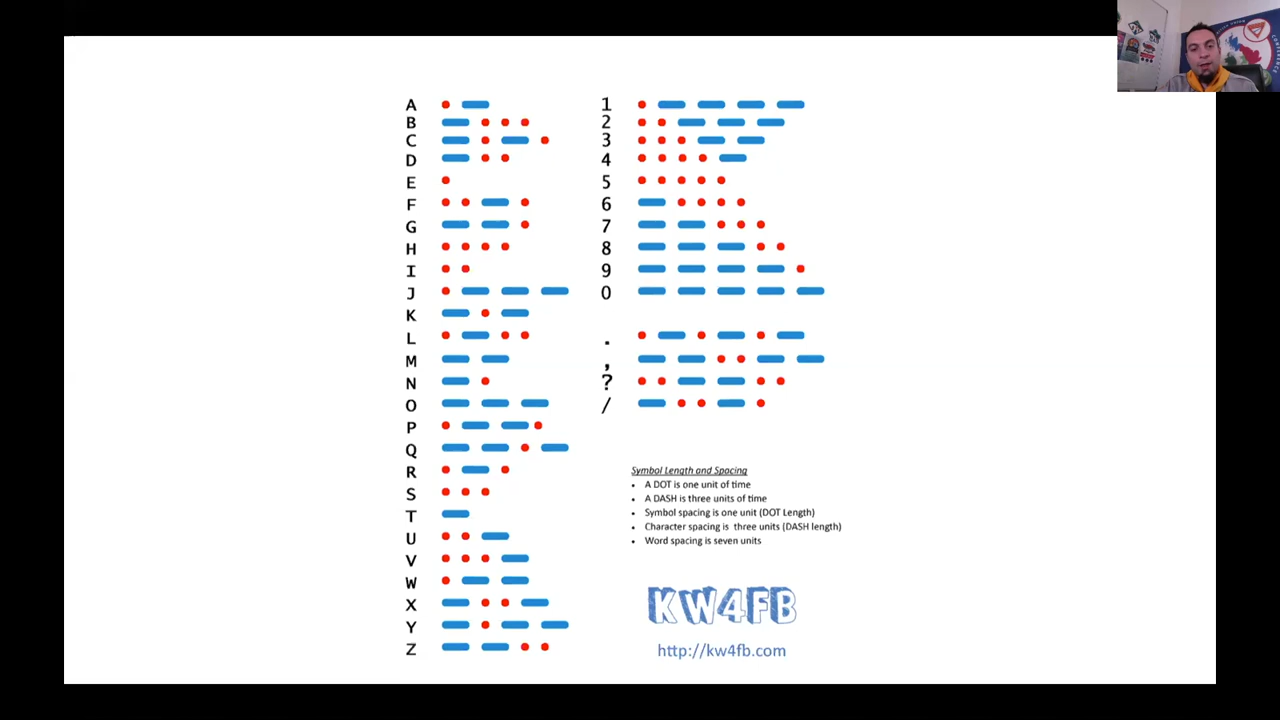 A
B
C
D
E
F
G
H
I
J
K
L
M
N
O
P
Q
R
S
T
U
V
W
X
Y
Z
1
2
3
4
5
6
7
8
9
0
.
,
?
/
Symbol Length and Spacing
• A DOT is one unit of time
• A DASH is three units of time
• Symbol spacing is one unit (DOT Length)
• Character spacing is three units (DASH length)
• Word spacing is seven units
KW4FB
http://kw4fb.com